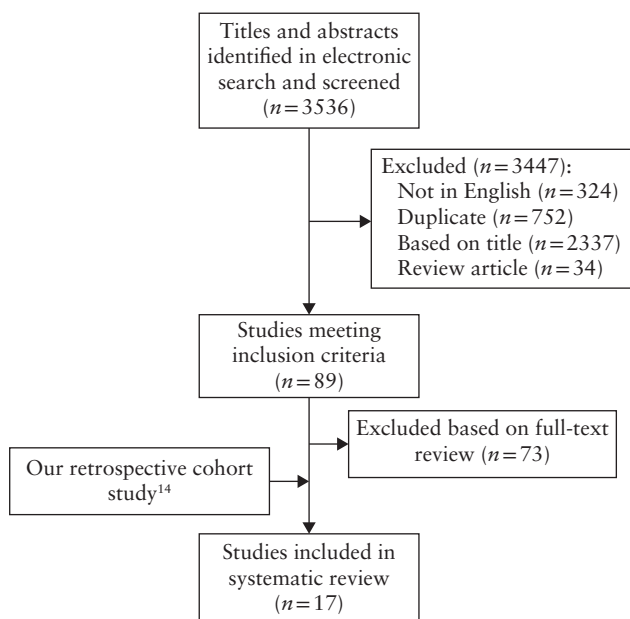 Titles and abstracts
identified in electronic
search and screened
(n=3536)
Excluded (n=3447):
Not in English (n=324)
Duplicate (n=752)
Based on title (n=2337)
Review article (n=34)
Studies meeting
inclusion criteria
(n=89)
Excluded based on full-text
review (n=73)
Our retrospective cohort
study¹⁴
Studies included in
systematic review
(n=17)